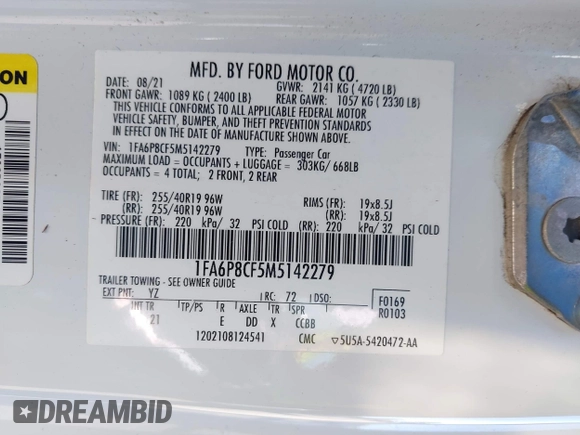 ON
MFD. BY FORD MOTOR CO.
DATE: 08/21 GVWR: 2141 KG ( 4720 LB)
FRONT GAWR: 1089 KG ( 2400 LB) REAR GAWR: 1057 KG ( 2330 LB)
THIS VEHICLE CONFORMS TO ALL APPLICABLE FEDERAL MOTOR
VEHICLE SAFETY, BUMPER, AND THEFT PREVENTION STANDARDS
IN EFFECT ON THE DATE OF MANUFACTURE SHOWN ABOVE.
VIN: 1FA6P8CF5M5142279 TYPE: Passenger Car
MAXIMUM LOAD = OCCUPANTS + LUGGAGE = 303KG/ 668LB
OCCUPANTS = 4 TOTAL; 2 FRONT, 2 REAR
TIRE (FR): 255/40R19 96W RIMS (FR): 19x8.5J
(RR): 255/40R19 96W (RR): 19x8.5J
PRESSURE (FR): 220 kPa/ 32 PSI COLD (RR): 220 kPa/ 32 PSI COLD
1FA6P8CF5M5142279
TRAILER TOWING - SEE OWNER GUIDE
EXT PNT: YZ RC: 72 DSO: F0169
R0103
INT TR TP/PS R AXLE TR SPR
21 E DD X CCBB
1202108124541 CMC ▽5U5A-5420472-AA
DREAMBID